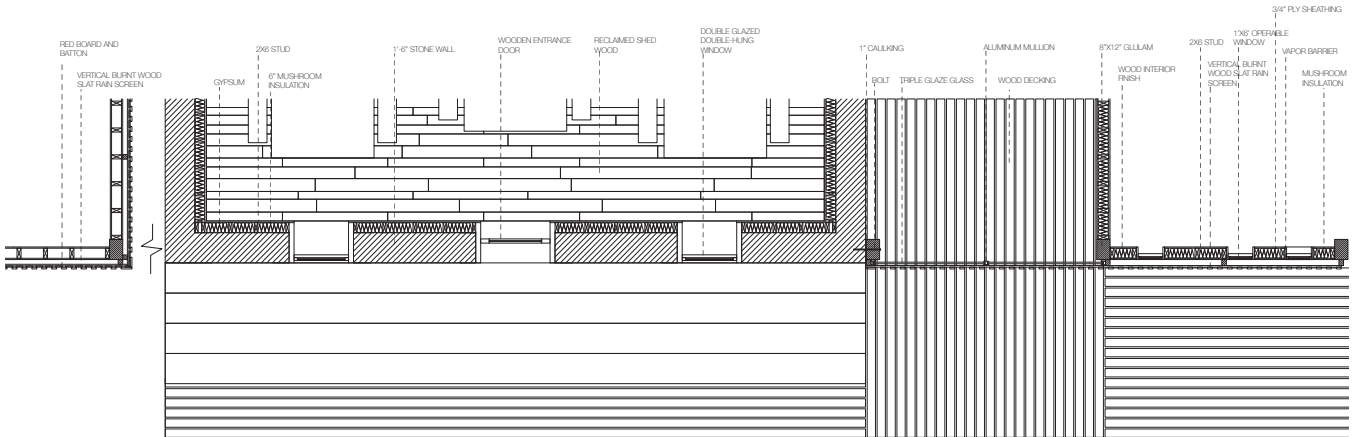 RED BOARD AND
BATTON
VERTICAL BURNT WOOD
SLAT RAIN SCREEN
GYPSUM
2X6 STUD
6" MUSHROOM
INSULATION
1'-6" STONE WALL
WOODEN ENTRANCE
DOOR
RECLAIMED SHED
WOOD
DOUBLE GLAZED
DOUBLE-HUNG
WINDOW
1" CAULKING
BOLT
TRIPLE GLAZE GLASS
ALUMINUM MULLION
WOOD DECKING
8"X12" GLULAM
WOOD INTERIOR
FINISH
2X6 STUD
VERTICAL BURNT
WOOD SLAT RAIN
SCREEN
1'X6' OPERABLE
WINDOW
3/4" PLY SHEATHING
VAPOR BARRIER
MUSHROOM
INSULATION